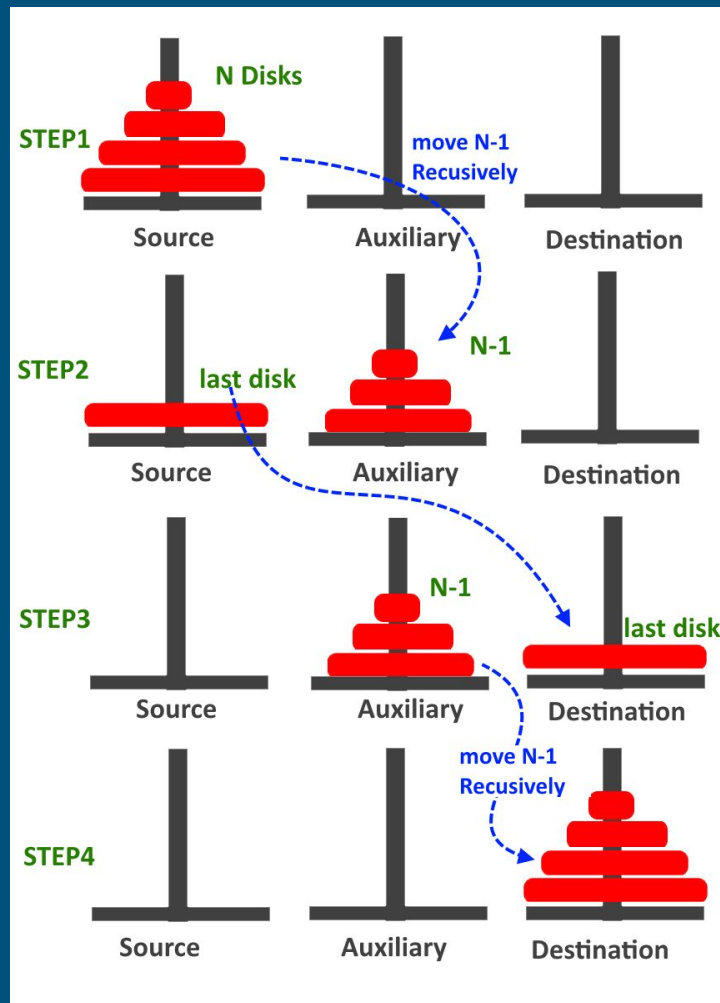 N Disks
STEP1
move N-1
Recusively
Source
Auxiliary
Destination
STEP2
last disk
N-1
Source
Auxiliary
Destination
STEP3
N-1
last disk
Source
Auxiliary
Destination
move N-1
Recusively
STEP4
Source
Auxiliary
Destination